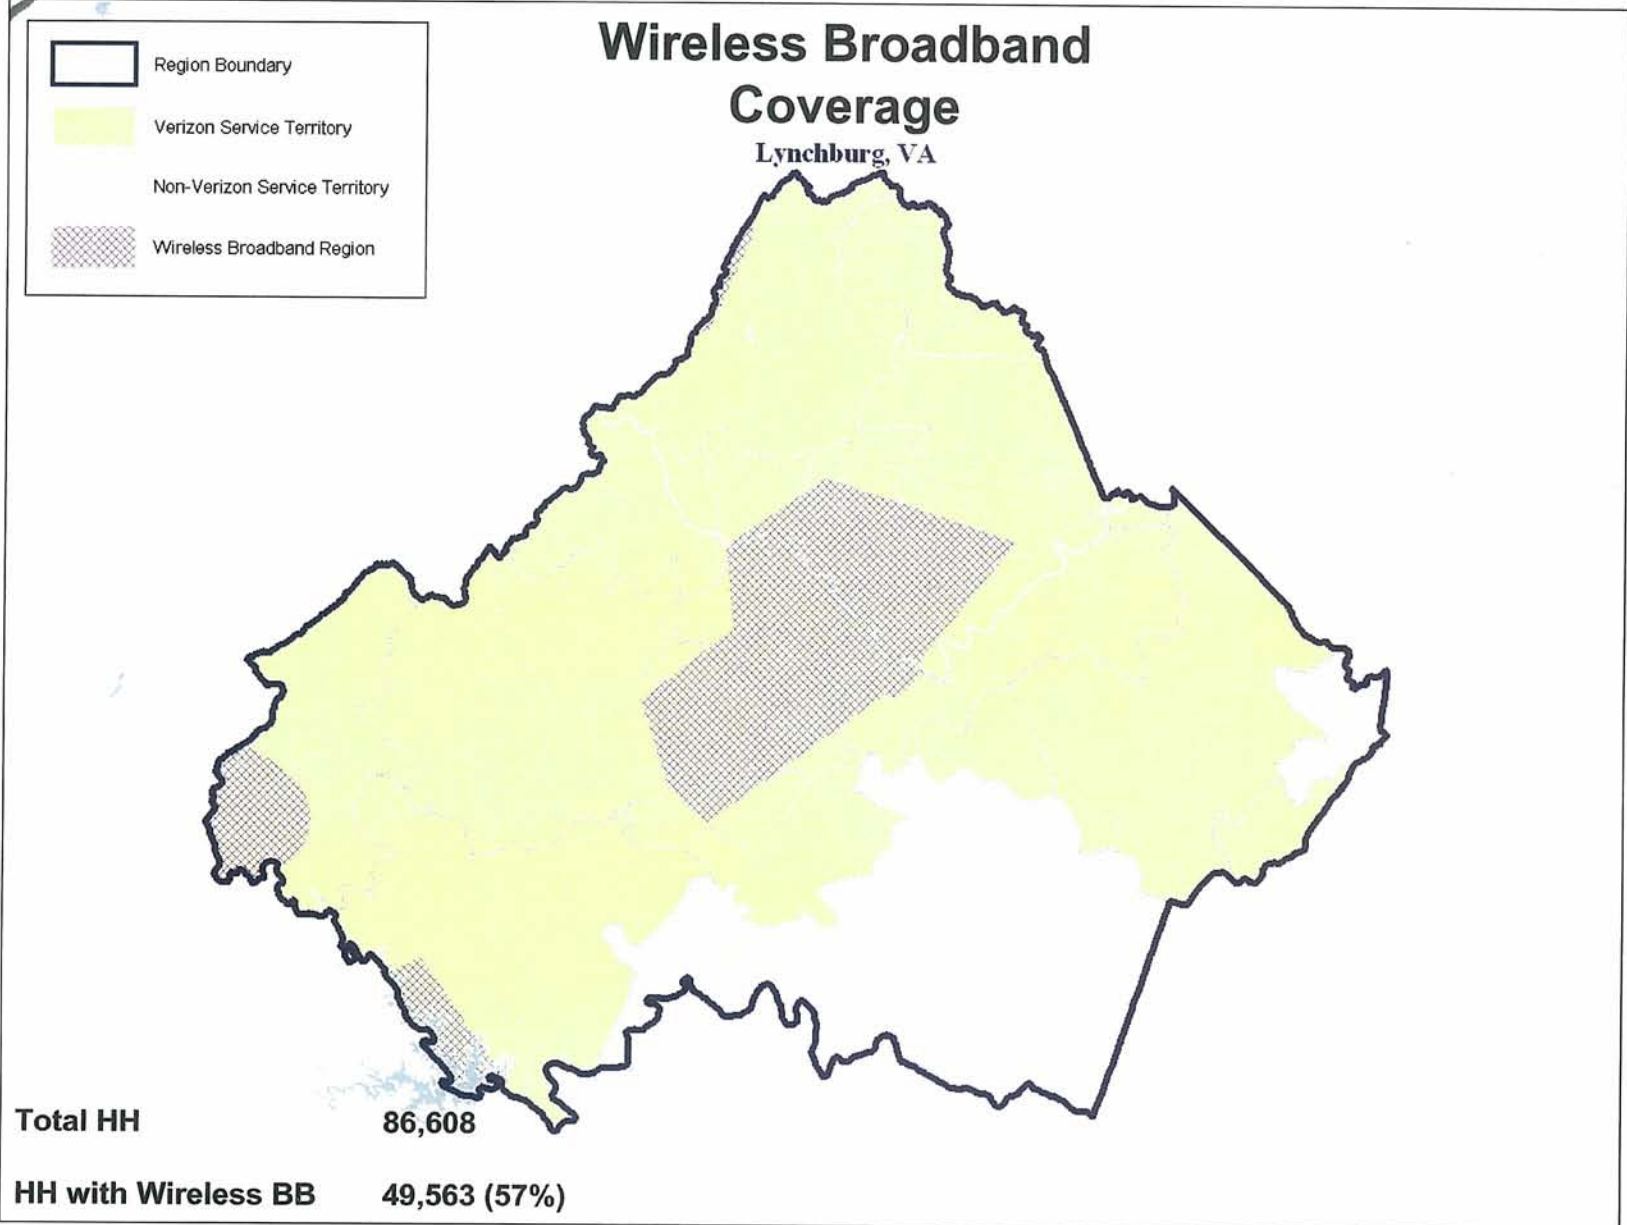 Wireless Broadband
Coverage
Lynchburg, VA
Region Boundary
Verizon Service Territory
Non-Verizon Service Territory
Wireless Broadband Region
Total HH 86,608
HH with Wireless BB 49,563 (57%)